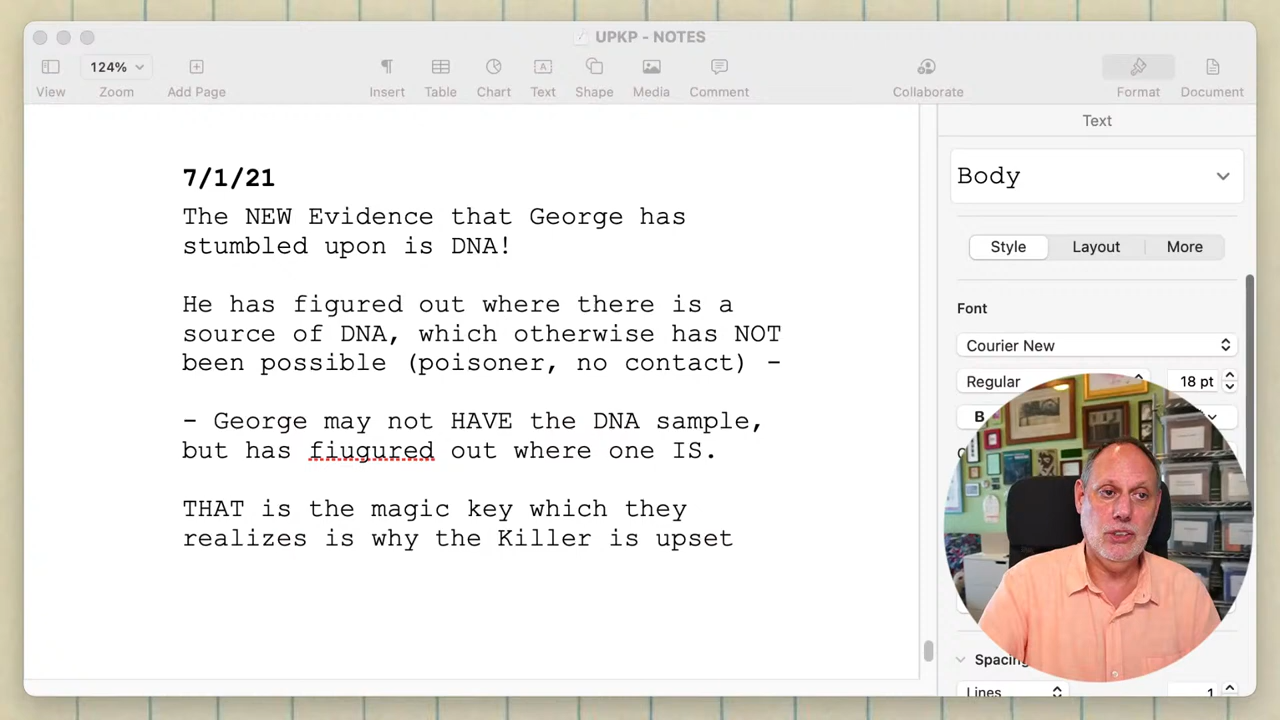 UPKP - NOTES
124%
View
Zoom
Add Page
Insert
Table
Chart
Text
Shape
Media
Comment
Collaborate
Format
Document
7/1/21
The NEW Evidence that George has
stumbled upon is DNA!
He has figured out where there is a
source of DNA, which otherwise has NOT
been possible (poisoner, no contact) -
- George may not HAVE the DNA sample,
but has fiugured out where one IS.
THAT is the magic key which they
realizes is why the Killer is upset
Text
Body
Style
Layout
More
Font
Courier New
Regular
18 pt
B
Spacing
Lines
1